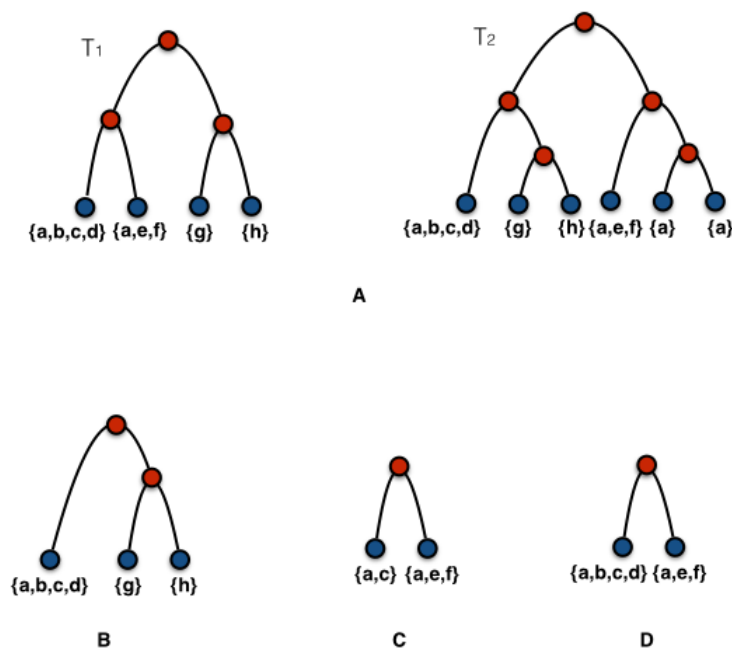 T1
T2
{a,b,c,d} {a,e,f} {g} {h}
{a,b,c,d} {g} {h} {a,e,f} {a} {a}
A
{a,b,c,d} {g} {h}
{a,c} {a,e,f}
{a,b,c,d} {a,e,f}
B
C
D